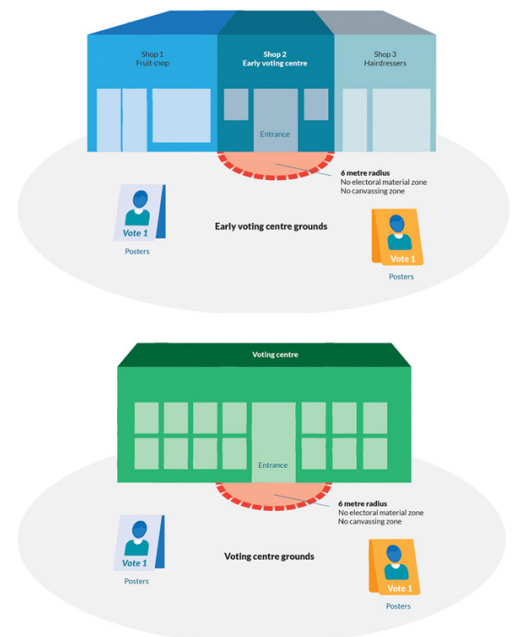 Shop 1
Fruit shop
Shop 2
Early voting centre
Shop 3
Hairdressers
Entrance
6 metre radius
No electoral material zone
No canvassing zone
Vote 1
Posters
Early voting centre grounds
Vote 1
Posters
Voting centre
Entrance
6 metre radius
No electoral material zone
No canvassing zone
Vote 1
Posters
Voting centre grounds
Vote 1
Posters